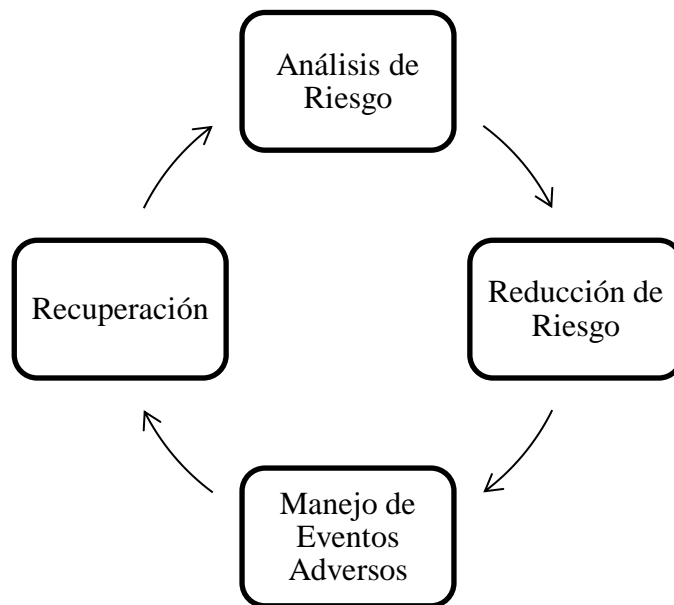 Análisis de
Riesgo
Reducción de
Riesgo
Manejo de
Eventos
Adversos
Recuperación